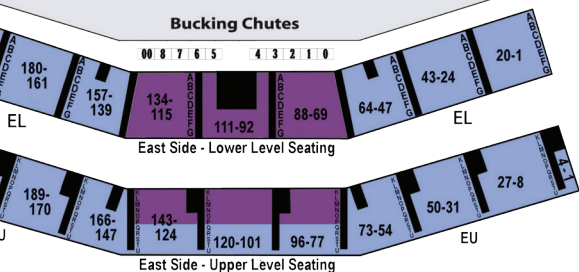 Bucking Chutes
00 8 7 6 5 4 3 2 1 0
180-161
157-139
134-115
111-92
88-69
64-47
43-24
20-1
A B C D E F G
EL
EL
East Side - Lower Level Seating
189-170
166-147
143-124
120-101
96-77
73-54
50-31
27-8
4-1
K L M N O P Q R S T U
U
EU
East Side - Upper Level Seating